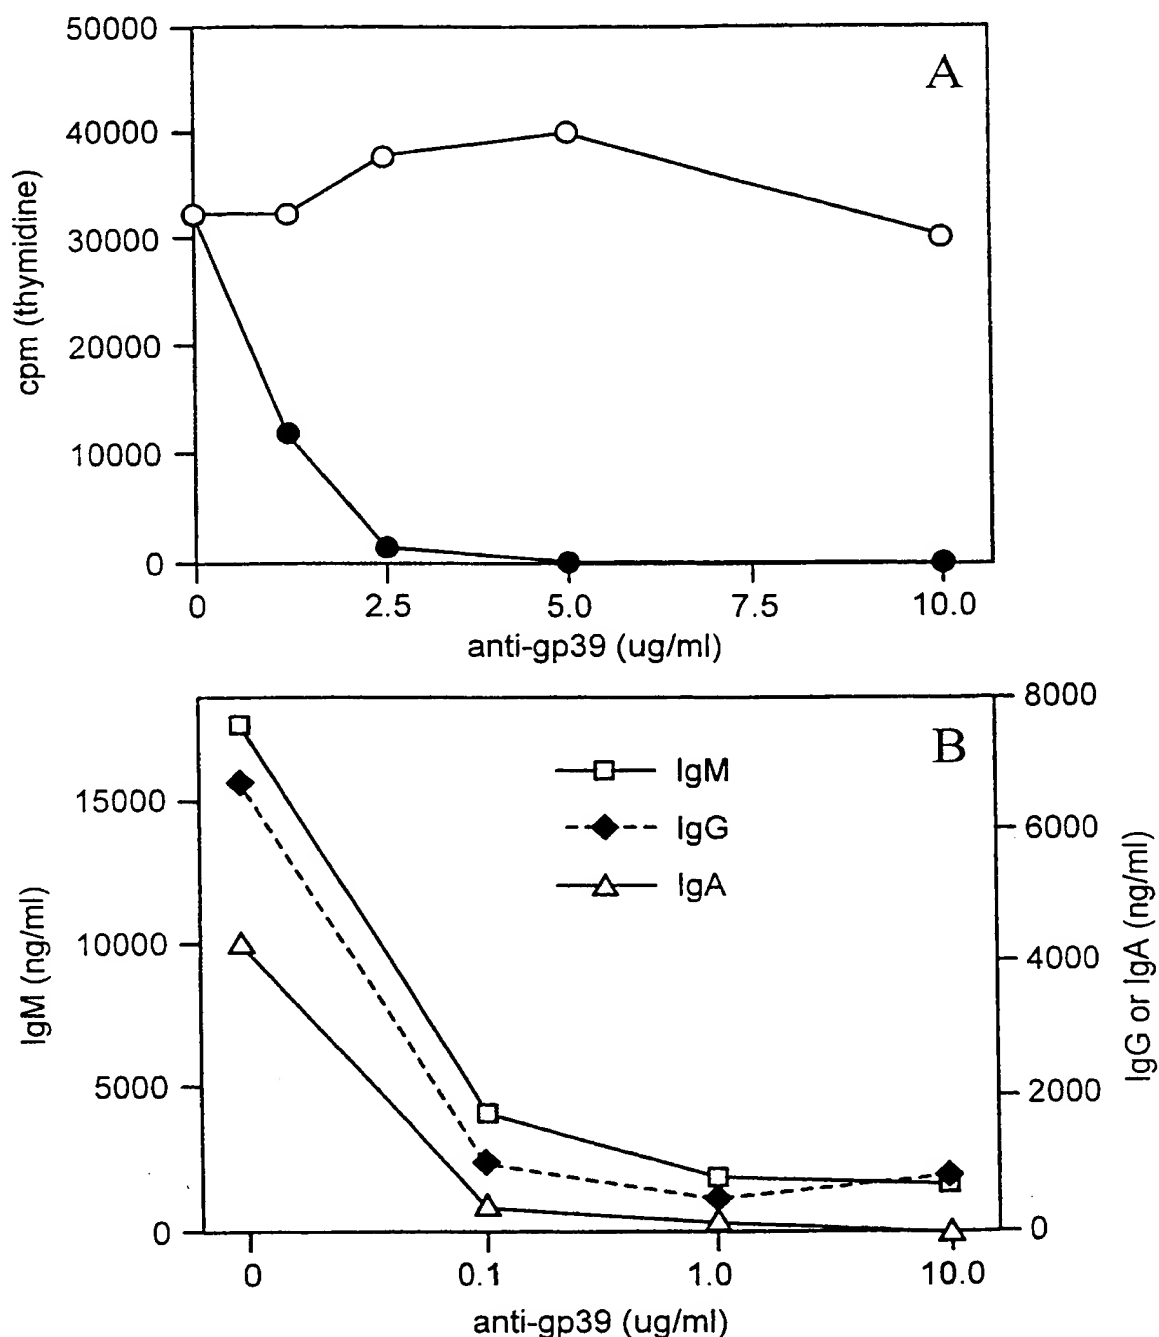 50000
A
40000
30000
20000
10000
0
cpm (thymidine)
0 2.5 5.0 7.5 10.0
anti-gp39 (ug/ml)
B
IgM
IgG
IgA
15000
10000
5000
0
IgM (ng/ml)
8000
6000
4000
2000
0
IgG or IgA (ng/ml)
0 0.1 1.0 10.0
anti-gp39 (ug/ml)